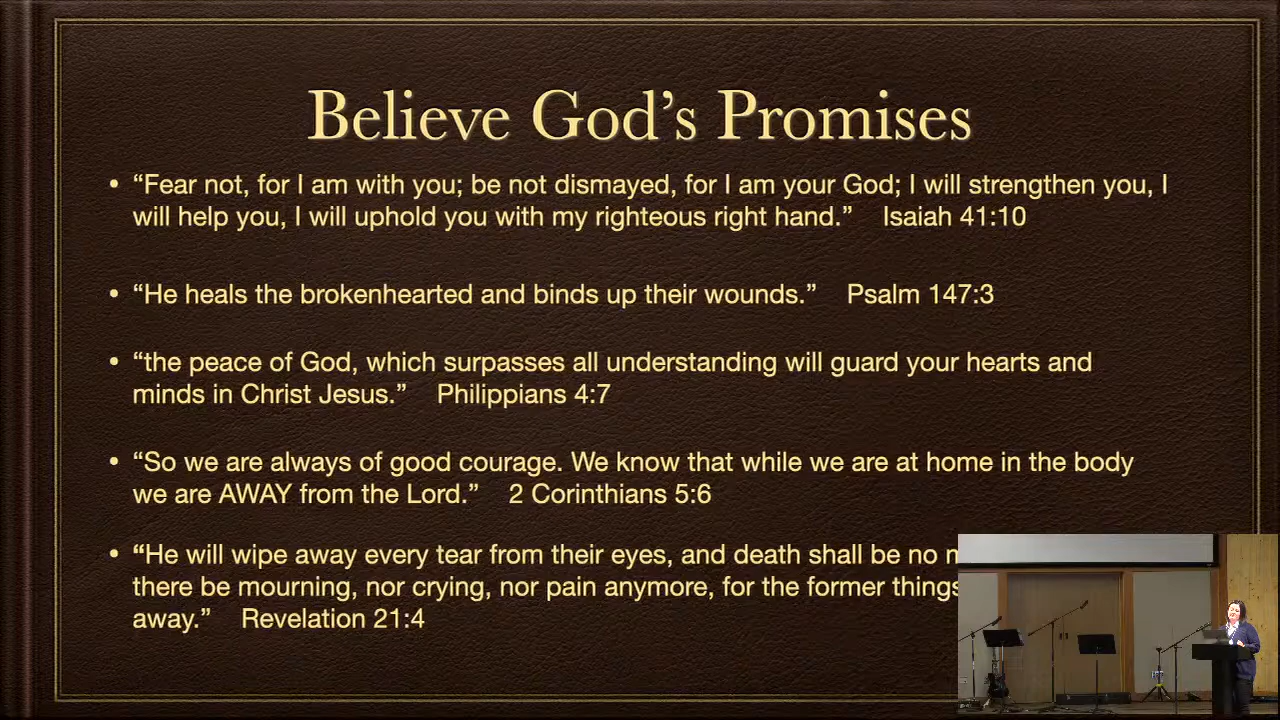 Believe God’s Promises
• “Fear not, for I am with you; be not dismayed, for I am your God; I will strengthen you, I
will help you, I will uphold you with my righteous right hand.” Isaiah 41:10
• “He heals the brokenhearted and binds up their wounds.” Psalm 147:3
• “the peace of God, which surpasses all understanding will guard your hearts and
minds in Christ Jesus.” Philippians 4:7
• “So we are always of good courage. We know that while we are at home in the body
we are AWAY from the Lord.” 2 Corinthians 5:6
• “He will wipe away every tear from their eyes, and death shall be no
there be mourning, nor crying, nor pain anymore, for the former things
away.” Revelation 21:4